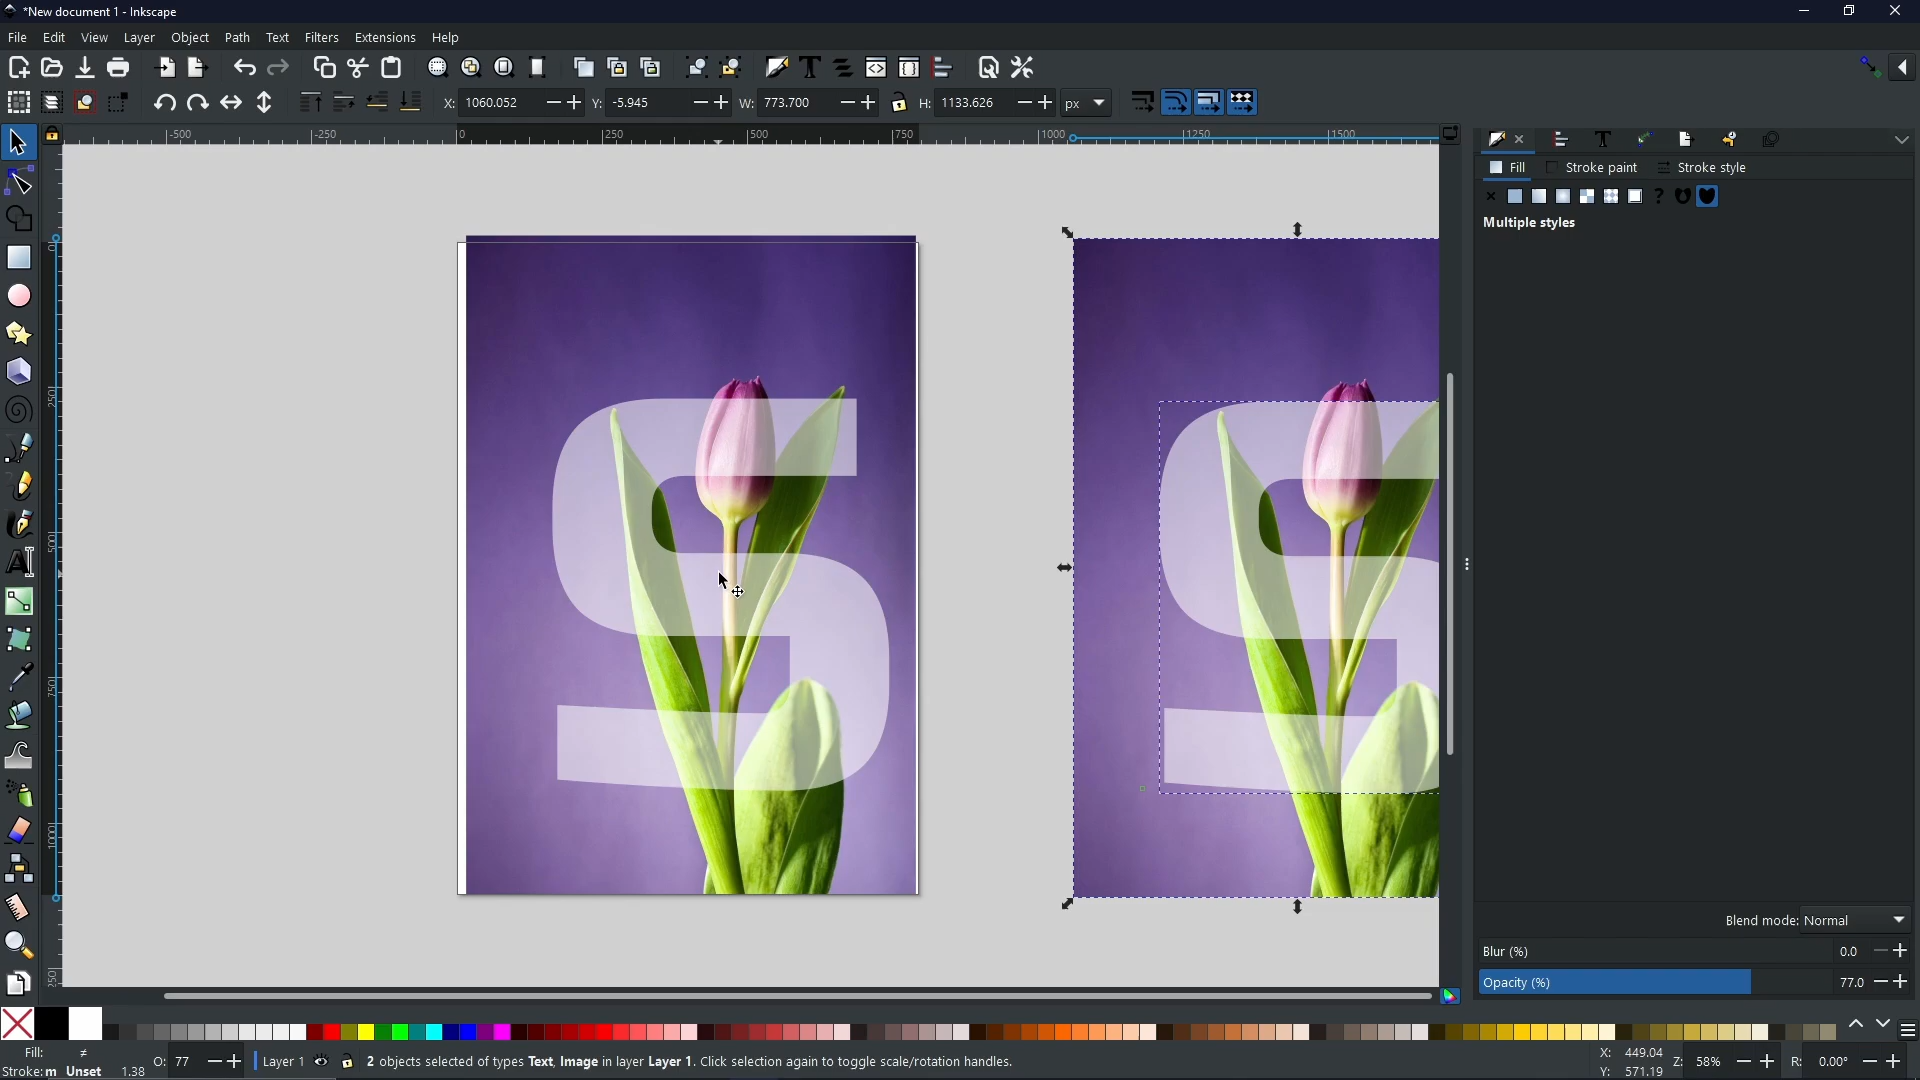 *New document 1 - Inkscape
File Edit View Layer Object Path Text Filters Extensions Help
X: 1060.052 Y: -5.945 W: 773.700 H: 1133.626 px
-500 -250 0 250 500 750 1000 1250 1500
Fill Stroke paint Stroke style
Multiple styles
S S
Blend mode: Normal
Blur (%) 0.0
Opacity (%) 77.0
Fill: ≠
Stroke: m Unset 1.38
O: 77
Layer 1
2 objects selected of types Text, Image in layer Layer 1. Click selection again to toggle scale/rotation handles.
X: 449.04
Y: 571.19
Z: 58%
R: 0.00°